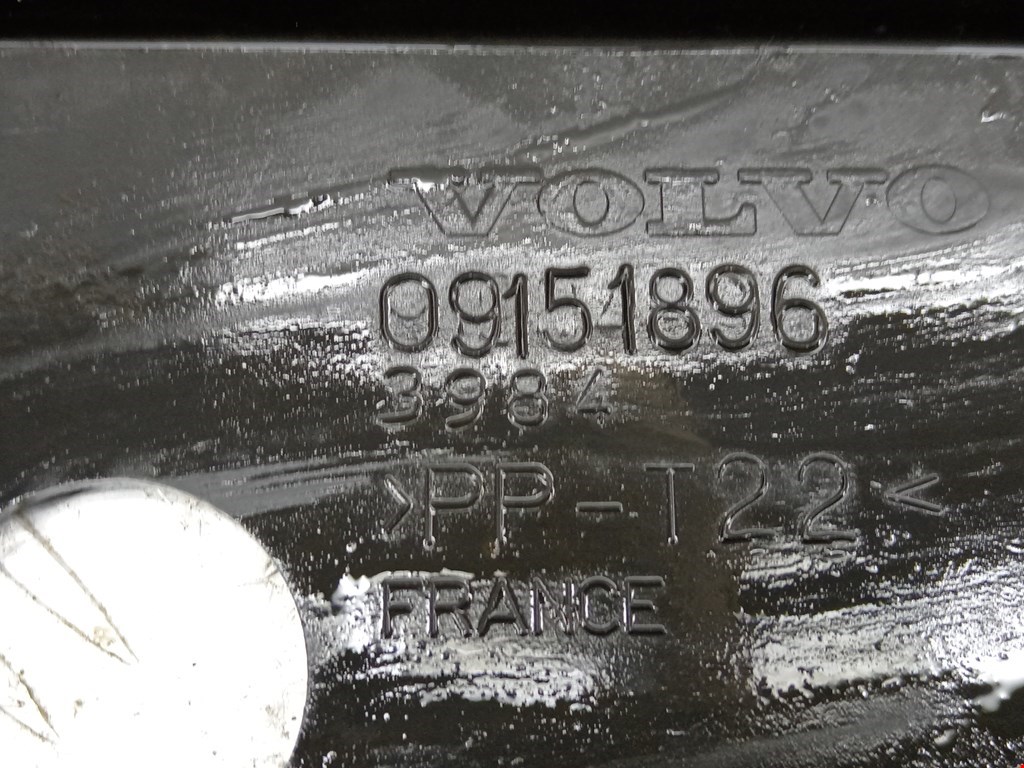 VOLVO
09151896
3984
>PP-T22<
FRANCE